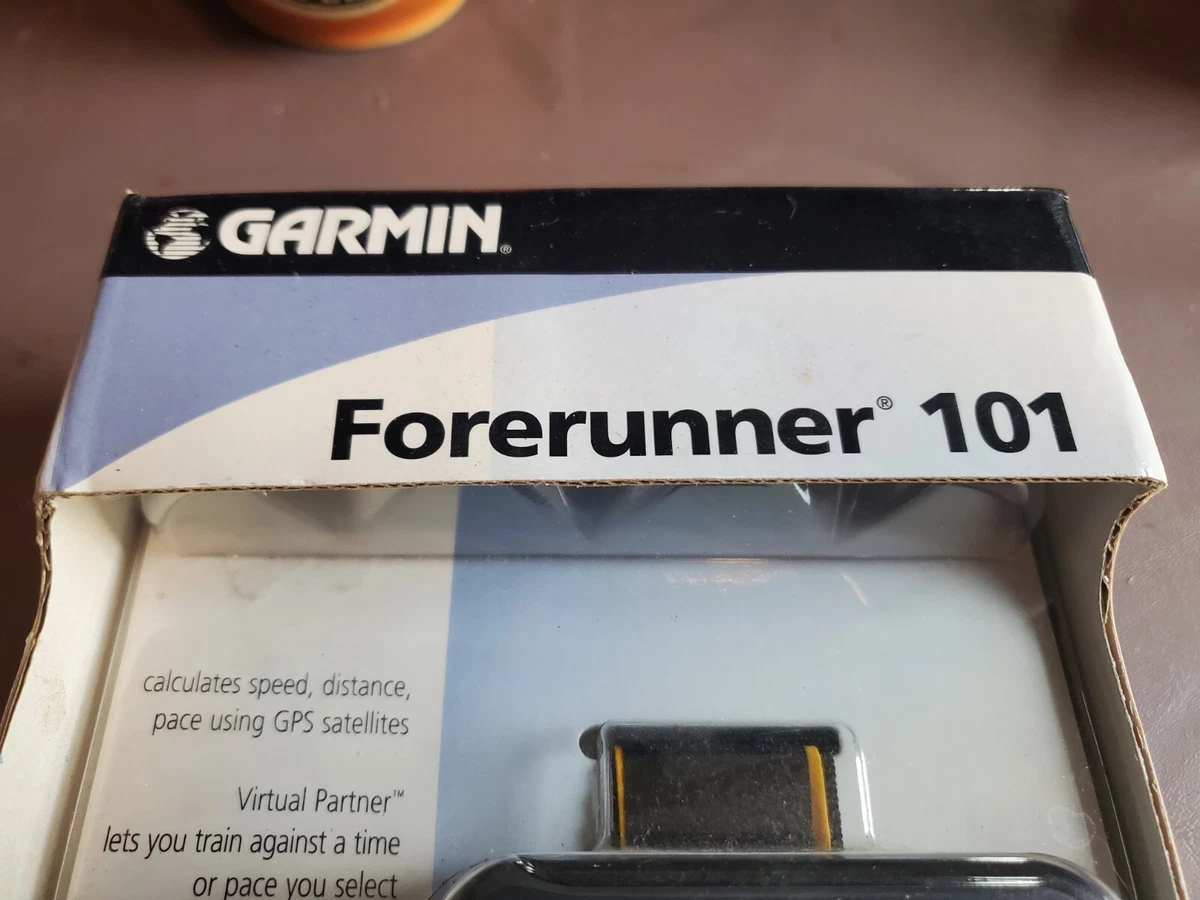 GARMIN®
Forerunner® 101
calculates speed, distance,
pace using GPS satellites
Virtual Partner™
lets you train against a time
or pace you select